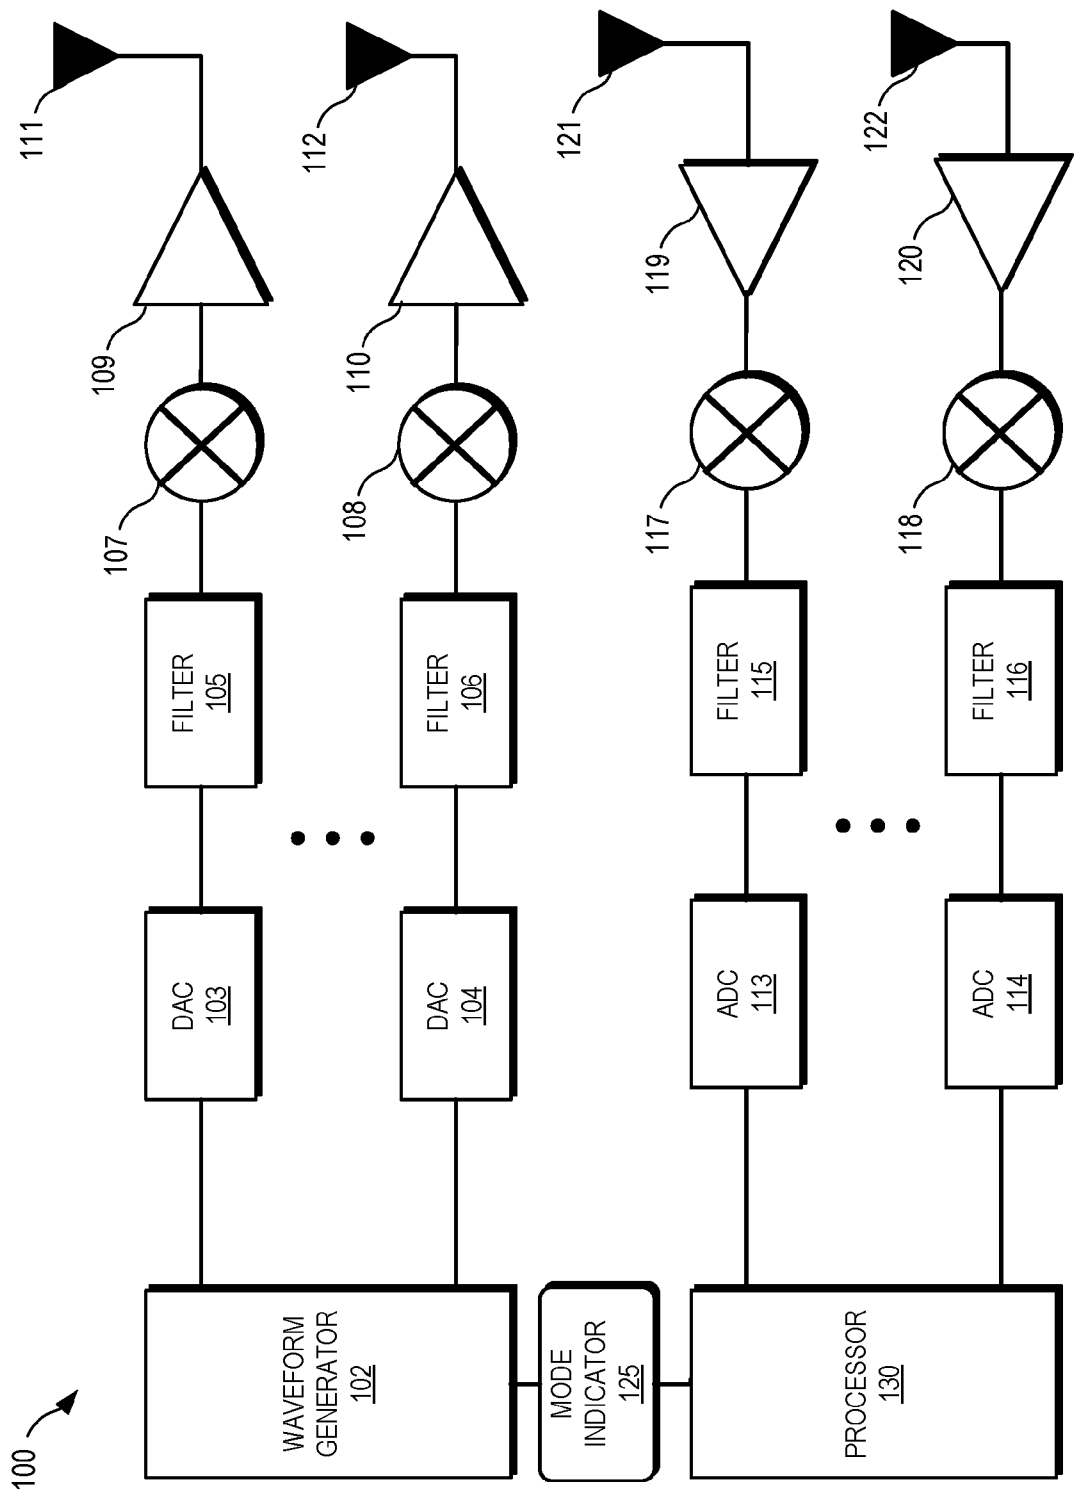 100
WAVEFORM
GENERATOR
102
DAC
103
FILTER
105
107
109
111
DAC
104
FILTER
106
108
110
112
MODE
INDICATOR
125
PROCESSOR
130
ADC
113
FILTER
115
117
119
121
ADC
114
FILTER
116
118
120
122